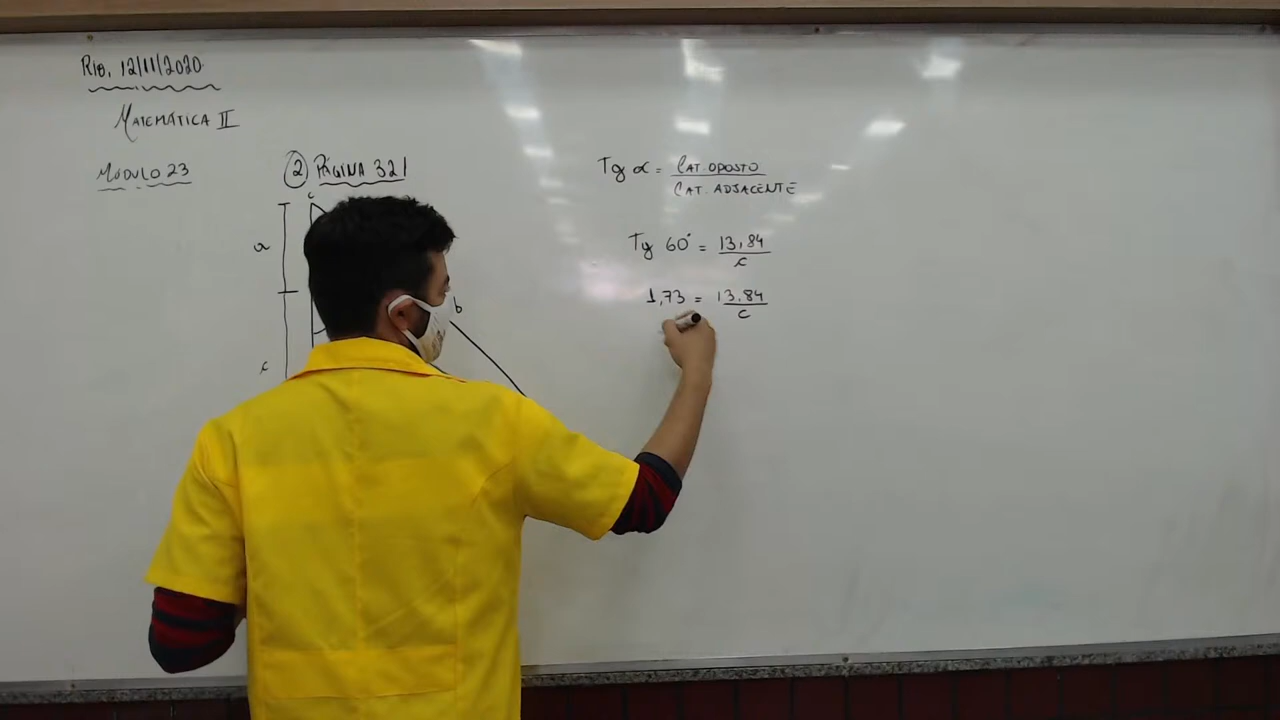 RIB, 12/11/2020
MATEMÁTICA II
MÓDULO 23
2 PÁGINA 321
c
a
b
c
Tg α = CAT. OPOSTO
CAT. ADJACENTE
Tg 60° = 13,84
c
1,73 = 13.84
c